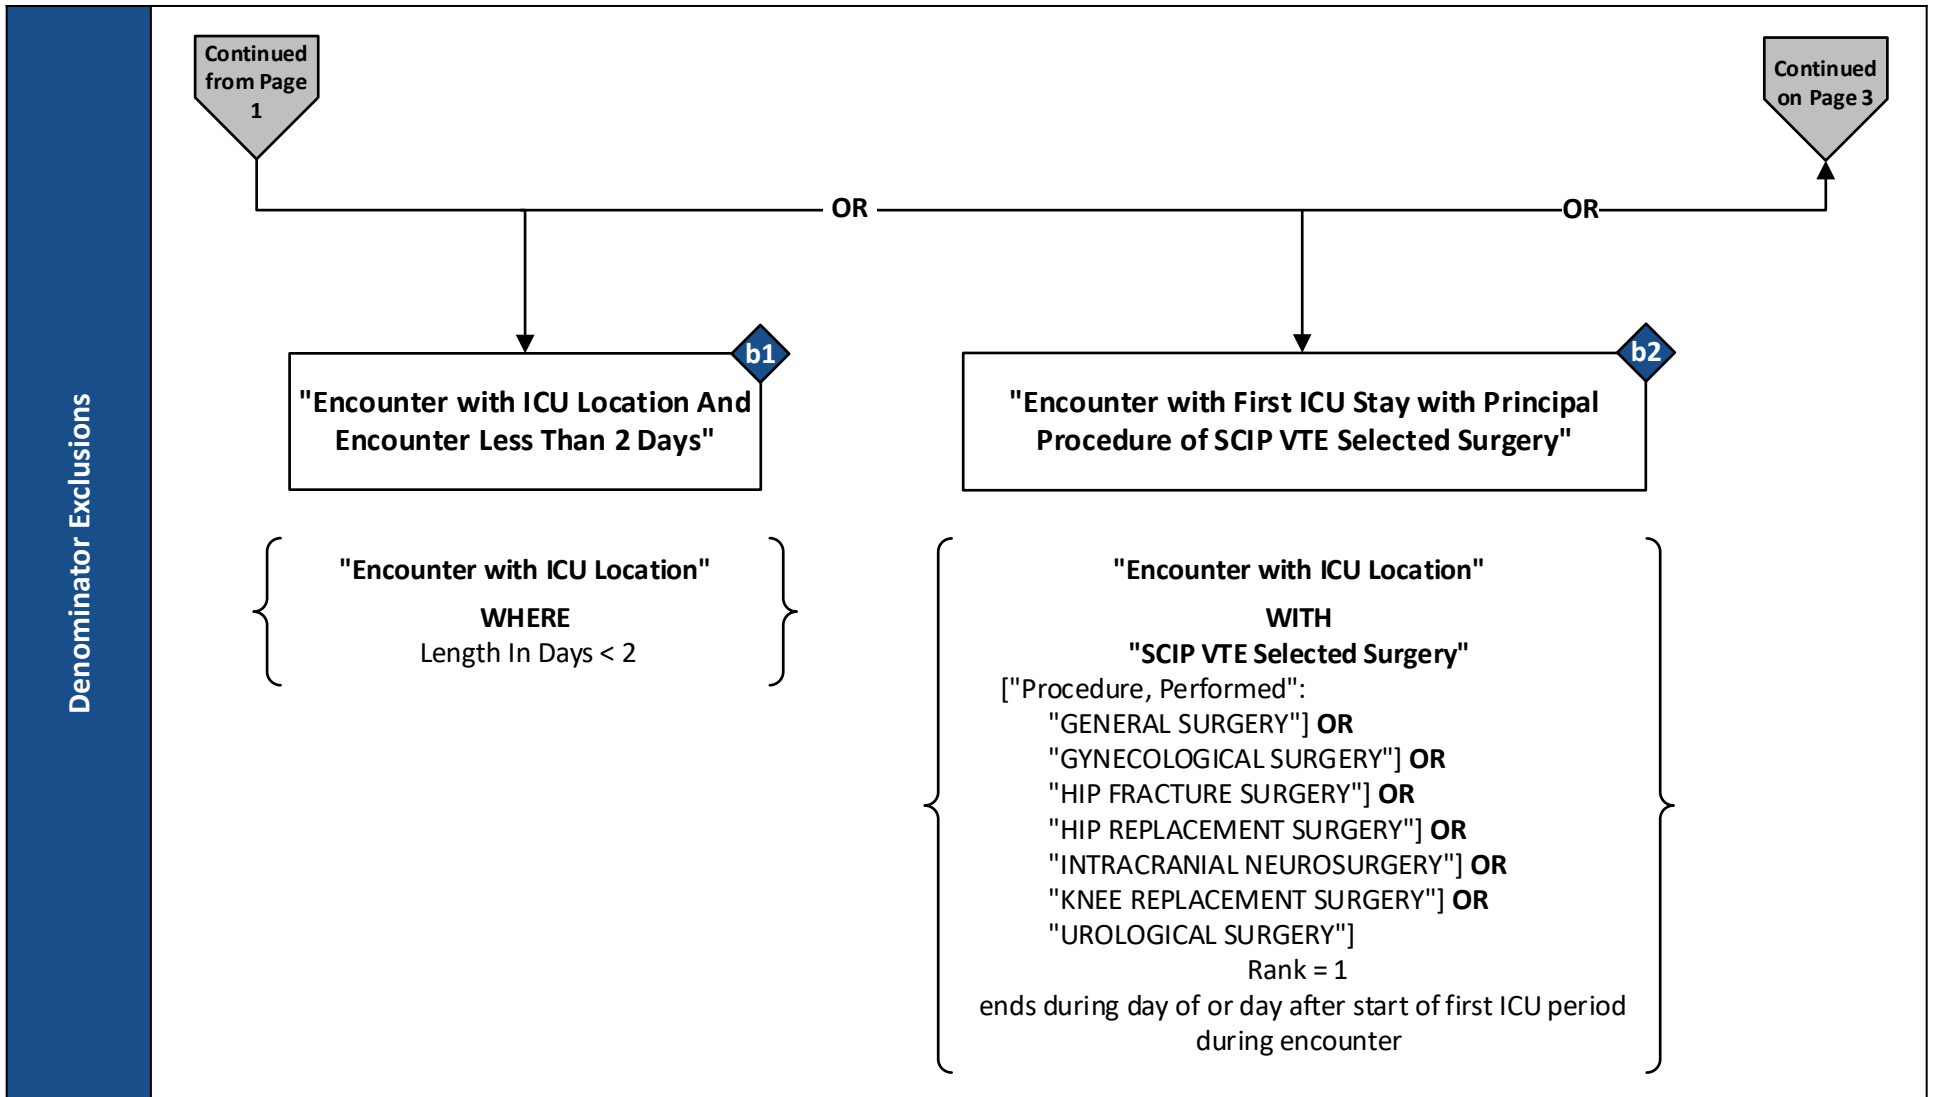 Denominator Exclusions
Continued
from Page
1
Continued
on Page 3
OR
OR
b1
"Encounter with ICU Location And
Encounter Less Than 2 Days"
"Encounter with ICU Location"
WHERE
Length In Days < 2
b2
"Encounter with First ICU Stay with Principal
Procedure of SCIP VTE Selected Surgery"
"Encounter with ICU Location"
WITH
"SCIP VTE Selected Surgery"
["Procedure, Performed":
"GENERAL SURGERY"] OR
"GYNECOLOGICAL SURGERY"] OR
"HIP FRACTURE SURGERY"] OR
"HIP REPLACEMENT SURGERY"] OR
"INTRACRANIAL NEUROSURGERY"] OR
"KNEE REPLACEMENT SURGERY"] OR
"UROLOGICAL SURGERY"]
Rank = 1
ends during day of or day after start of first ICU period
during encounter